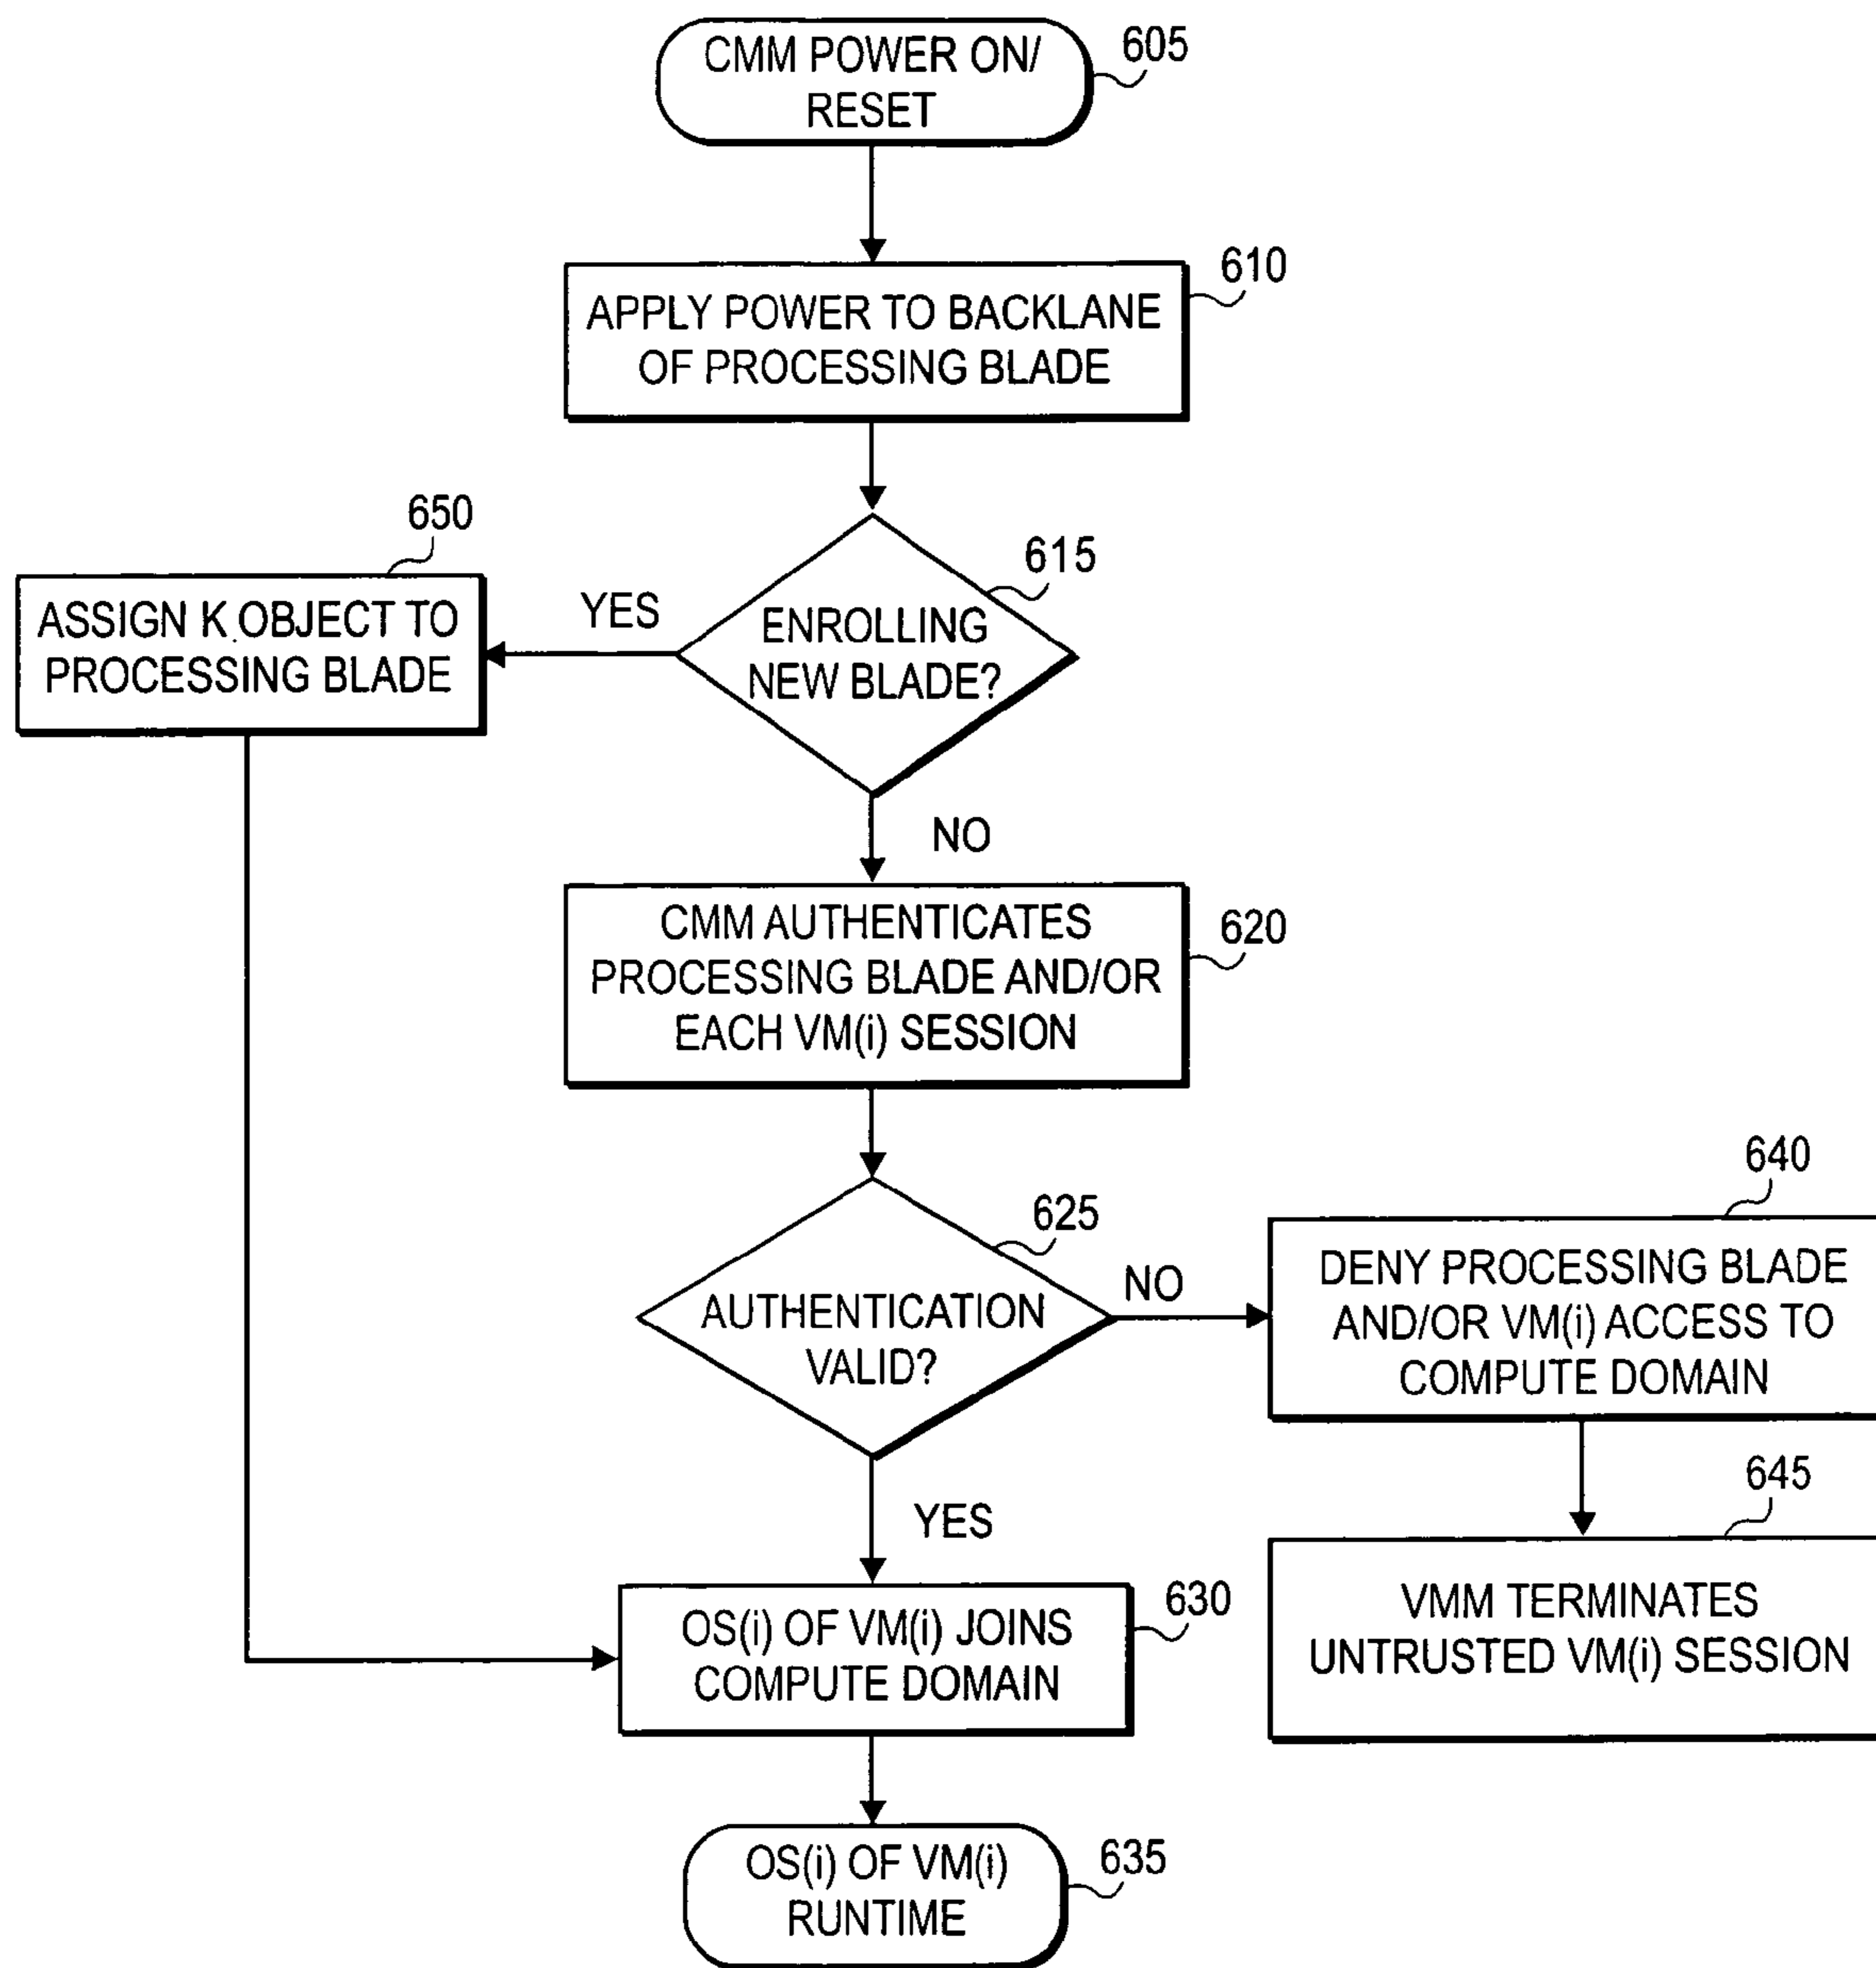 CMM POWER ON/
RESET
605
APPLY POWER TO BACKLANE
OF PROCESSING BLADE
610
650
615
ASSIGN K OBJECT TO
PROCESSING BLADE
YES
ENROLLING
NEW BLADE?
NO
CMM AUTHENTICATES
PROCESSING BLADE AND/OR
EACH VM(i) SESSION
620
625
AUTHENTICATION
VALID?
NO
640
DENY PROCESSING BLADE
AND/OR VM(i) ACCESS TO
COMPUTE DOMAIN
645
VMM TERMINATES
UNTRUSTED VM(i) SESSION
YES
OS(i) OF VM(i) JOINS
COMPUTE DOMAIN
630
OS(i) OF VM(i)
RUNTIME
635